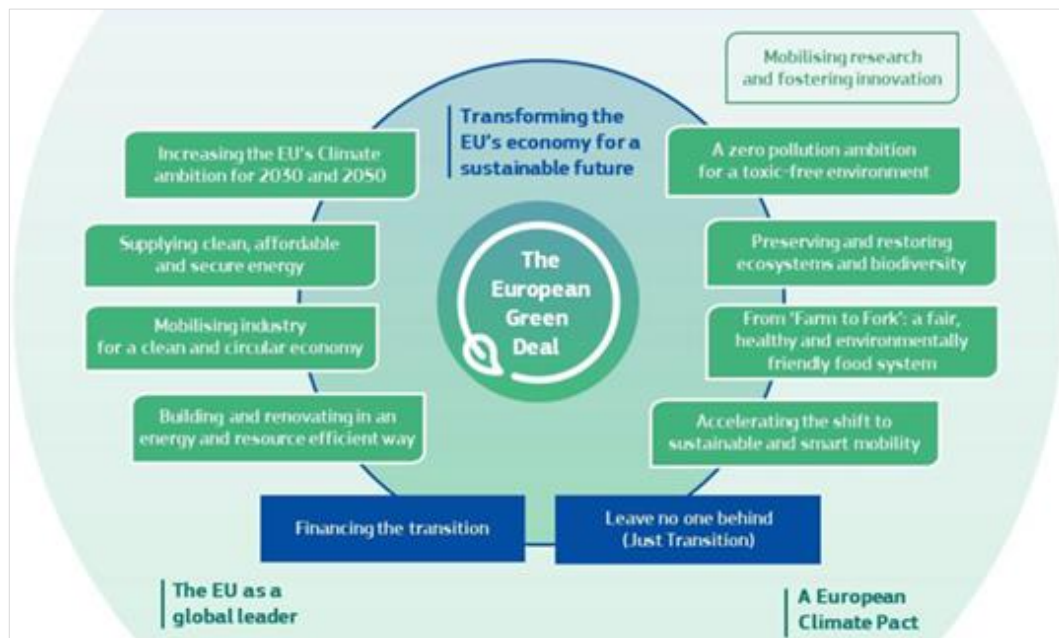 Mobilising research
and fostering innovation
Transforming the
EU's economy for a
sustainable future
Increasing the EU's Climate
ambition for 2030 and 2050
A zero pollution ambition
for a toxic-free environment
Supplying clean, affordable
and secure energy
Preserving and restoring
ecosystems and biodiversity
The
European
Green
Deal
Mobilising industry
for a clean and circular economy
From 'Farm to Fork': a fair,
healthy and environmentally
friendly food system
Building and renovating in an
energy and resource efficient way
Accelerating the shift to
sustainable and smart mobility
Financing the transition
Leave no one behind
(Just Transition)
The EU as a
global leader
A European
Climate Pact